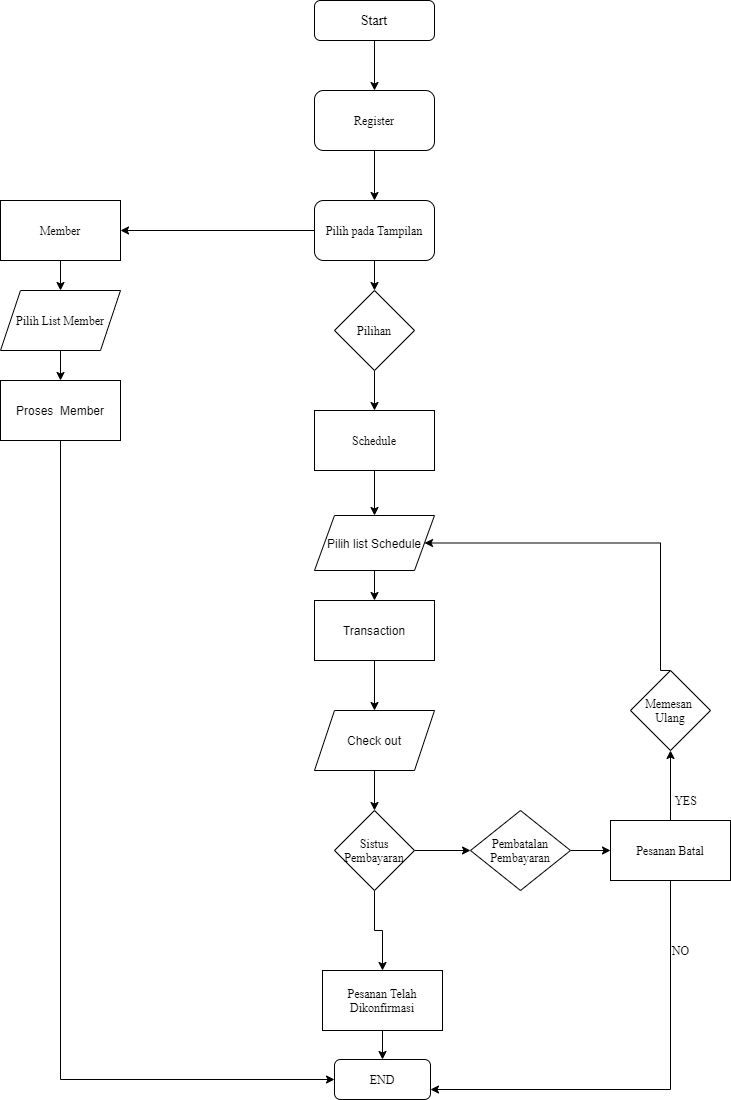 Start
Register
Member
Pilih pada Tampilan
Pilih List Member
Pilihan
Proses Member
Schedule
Pilih list Schedule
Transaction
Memesan
Ulang
Check out
YES
Sistus
Pembayaran
Pembatalan
Pembayaran
Pesanan Batal
NO
Pesanan Telah
Dikonfirmasi
END